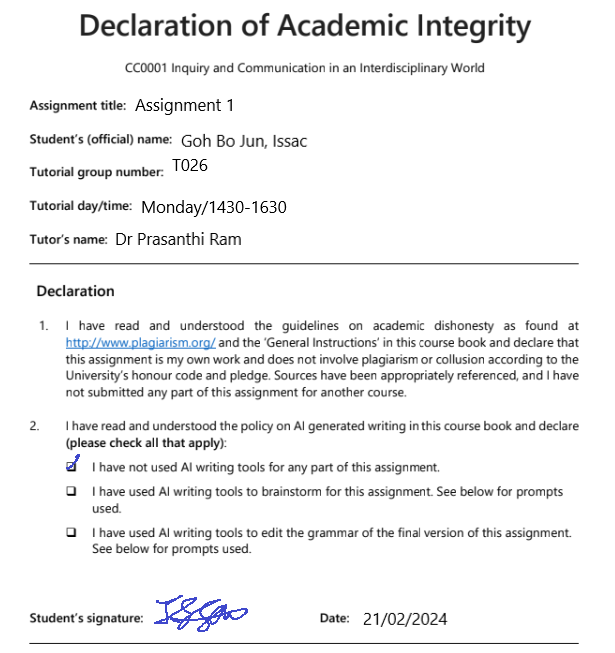 Declaration of Academic Integrity
CC0001 Inquiry and Communication in an Interdisciplinary World
Assignment title: Assignment 1
Student's (official) name: Goh Bo Jun, Issac
Tutorial group number: T026
Tutorial day/time: Monday/1430-1630
Tutor's name: Dr Prasanthi Ram
Declaration
1. I have read and understood the guidelines on academic dishonesty as found at
http://www.plagiarism.org/ and the 'General Instructions' in this course book and declare that
this assignment is my own work and does not involve plagiarism or collusion according to the
University's honour code and pledge. Sources have been appropriately referenced, and I have
not submitted any part of this assignment for another course.
2. I have read and understood the policy on AI generated writing in this course book and declare
(please check all that apply):
I have not used AI writing tools for any part of this assignment.
I have used AI writing tools to brainstorm for this assignment. See below for prompts
used.
I have used AI writing tools to edit the grammar of the final version of this assignment.
See below for prompts used.
Student's signature: Date: 21/02/2024